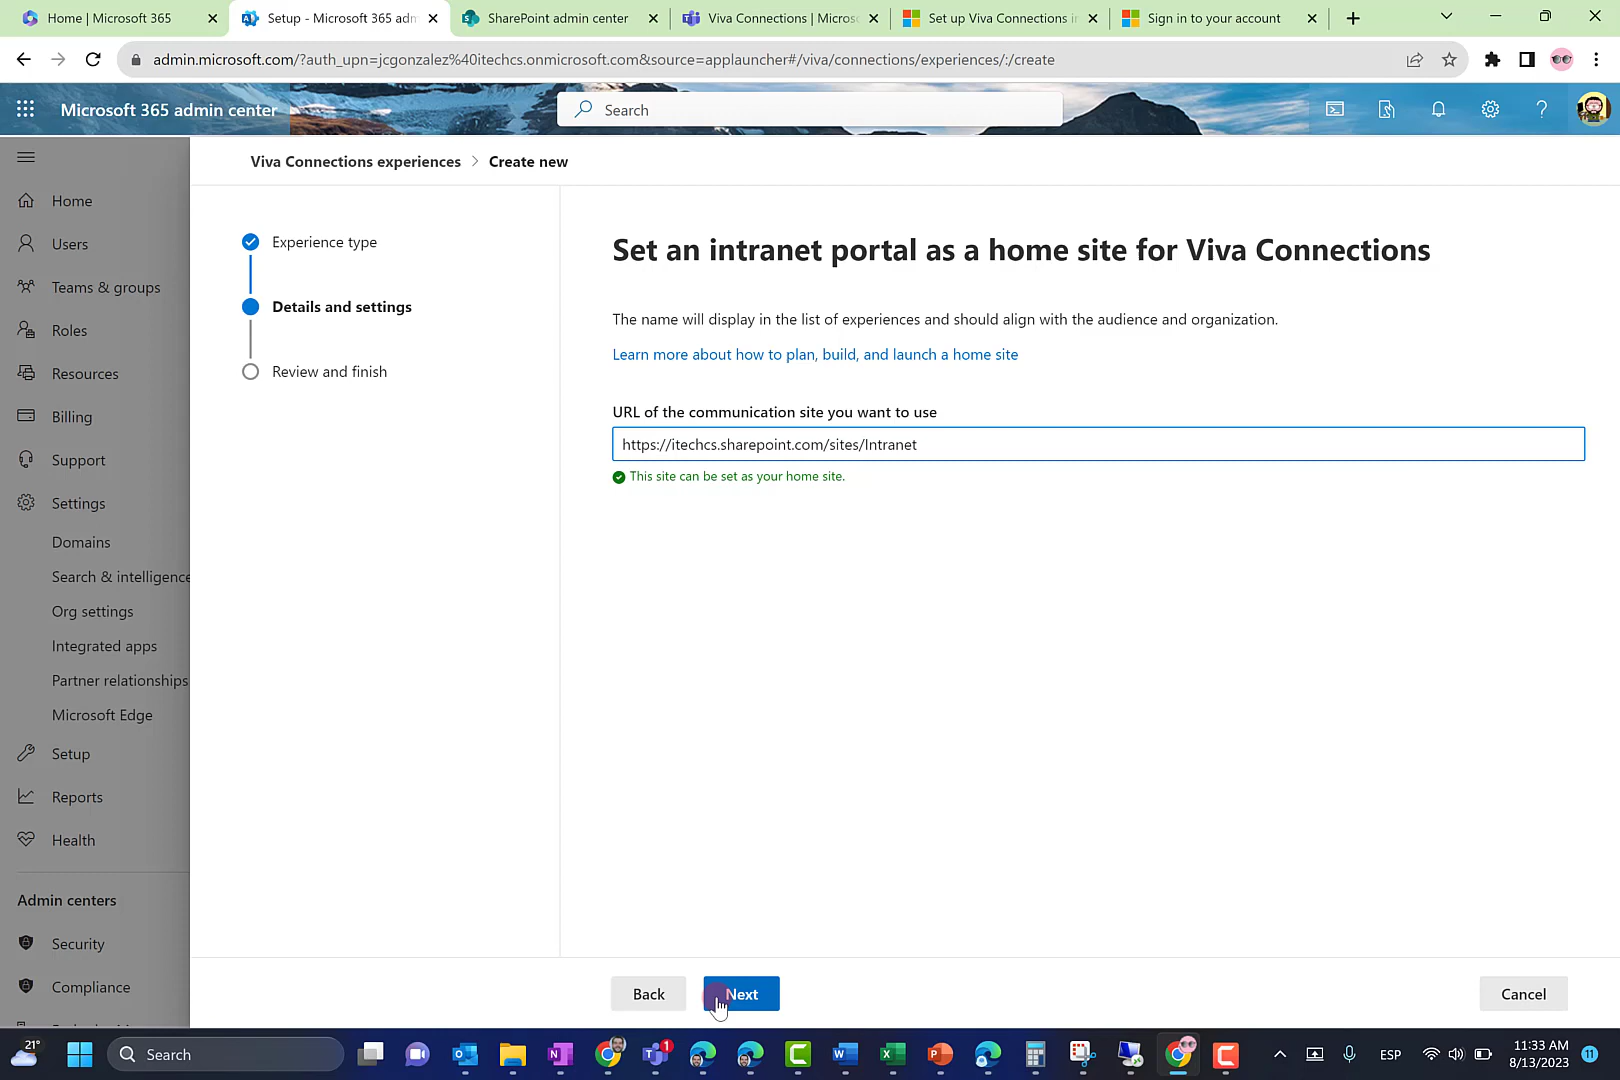 Home | Microsoft 365
Setup - Microsoft 365 adm
SharePoint admin center
Viva Connections | Microso
Set up Viva Connections i
Sign in to your account
admin.microsoft.com/?auth_upn=jcgonzalez%40itechcs.onmicrosoft.com&source=applauncher#/viva/connections/experiences/:/create
Microsoft 365 admin center
Search
Viva Connections experiences > Create new
Home
Users
Teams & groups
Roles
Resources
Billing
Support
Settings
Domains
Search & intelligence
Org settings
Integrated apps
Partner relationships
Microsoft Edge
Setup
Reports
Health
Admin centers
Security
Compliance
Experience type
Details and settings
Review and finish
Set an intranet portal as a home site for Viva Connections
The name will display in the list of experiences and should align with the audience and organization.
Learn more about how to plan, build, and launch a home site
URL of the communication site you want to use
https://itechcs.sharepoint.com/sites/Intranet
This site can be set as your home site.
Back
Next
Cancel
21°
Search
1
ESP
11:33 AM
8/13/2023
11